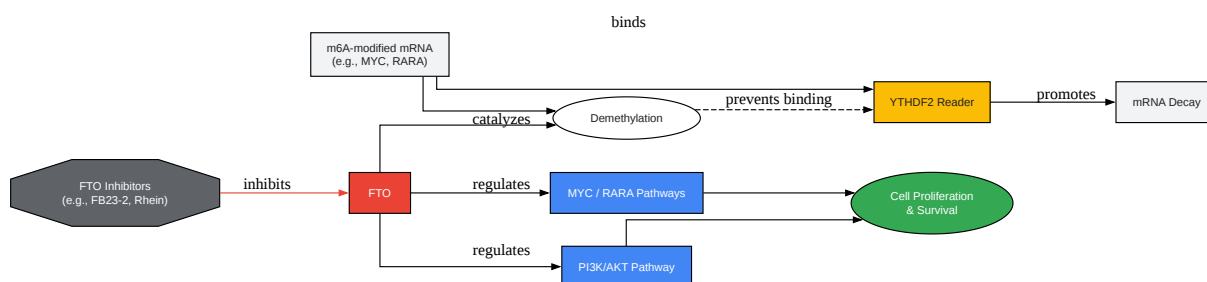 binds
m6A-modified mRNA
(e.g., MYC, RARA)
prevents binding
YTHDF2 Reader
promotes
mRNA Decay
catalyzes
Demethylation
FTO Inhibitors
(e.g., FB23-2, Rhein)
inhibits
FTO
regulates
MYC / RARA Pathways
Cell Proliferation
& Survival
regulates
PI3K/AKT Pathway